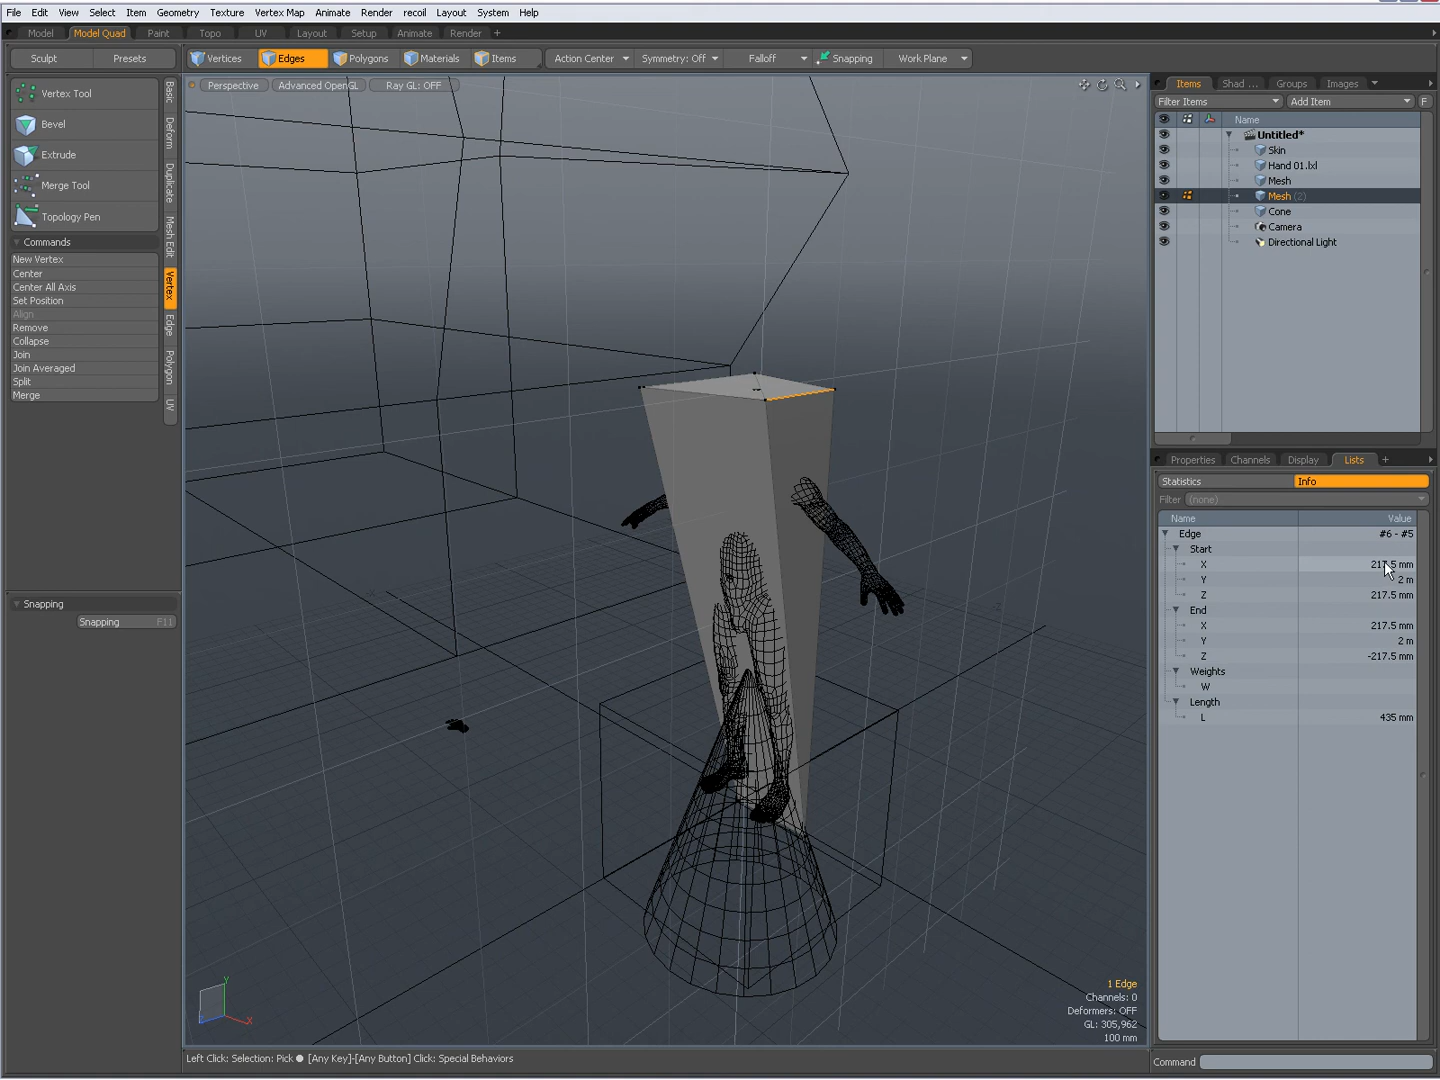 File Edit View Select Item Geometry Texture Vertex Map Animate Render recoil Layout System Help
Model Model Quad Paint Topo UV Layout Setup Animate Render +
Sculpt Presets
Vertices Edges Polygons Materials Items Action Center Symmetry: Off Falloff Snapping Work Plane
Vertex Tool
Bevel
Extrude
Merge Tool
Topology Pen
Commands
New Vertex
Center
Center All Axis
Set Position
Align
Remove
Collapse
Join
Join Averaged
Split
Merge
Basic
Deform
Duplicate
Mesh Edit
Vertex
Edge
Polygon
UV
Snapping
Snapping F11
Perspective Advanced OpenGL Ray GL: OFF
1 Edge
Channels: 0
Deformers: OFF
GL: 305,962
100 mm
Y
X
Left Click: Selection: Pick ● [Any Key]-[Any Button] Click: Special Behaviors
Items Shad ... Groups Images
Filter Items Add Item F
Name
Untitled*
Skin
Hand 01.lxl
Mesh
Mesh (2)
Cone
Camera
Directional Light
Properties Channels Display Lists +
Statistics Info
Filter (none)
Name Value
Edge #6 - #5
Start
X 217.5 mm
Y 2 m
Z 217.5 mm
End
X 217.5 mm
Y 2 m
Z -217.5 mm
Weights
W
Length
L 435 mm
Command